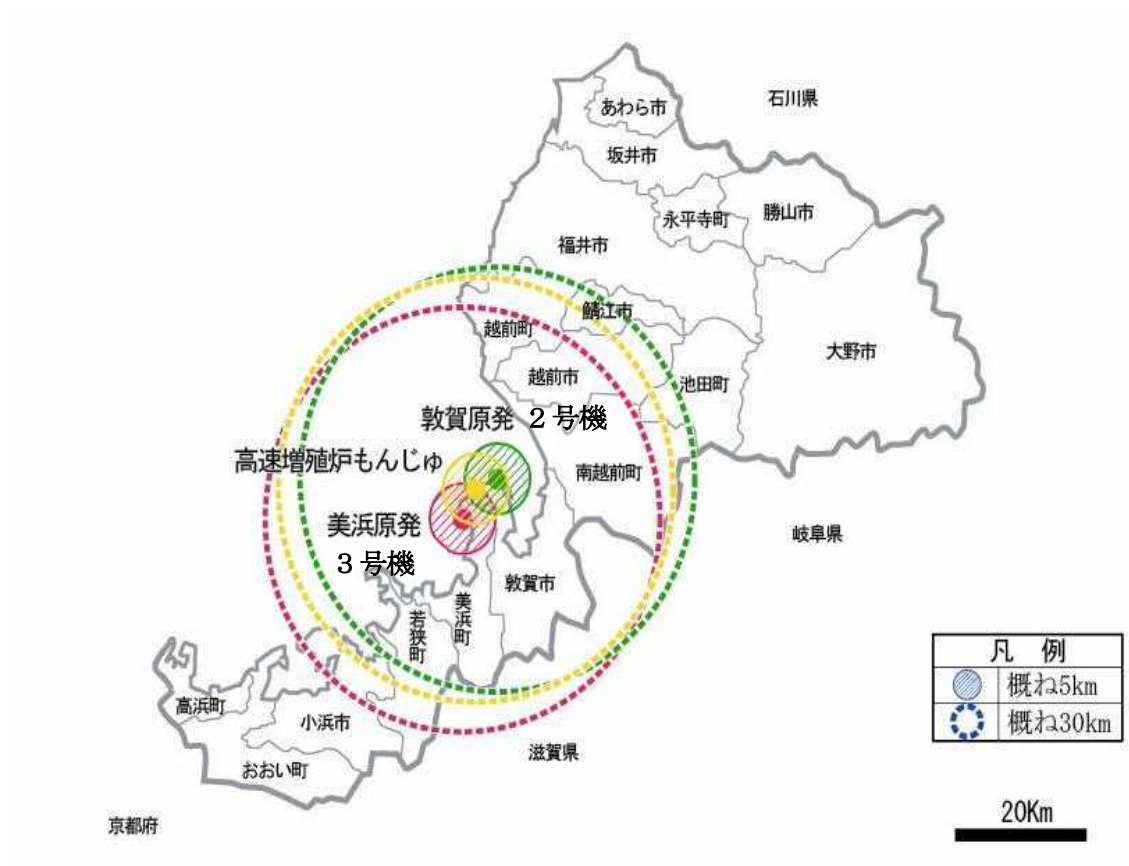 石川県
あわら市
坂井市
永平寺町
勝山市
福井市
鯖江市
越前町
大野市
越前市
池田町
敦賀原発 2号機
高速増殖炉もんじゅ
南越前町
美浜原発
3号機
岐阜県
敦賀市
美浜町
若狭町
凡 例
概ね5km
概ね30km
高浜町
小浜市
おおい町
滋賀県
京都府
20Km